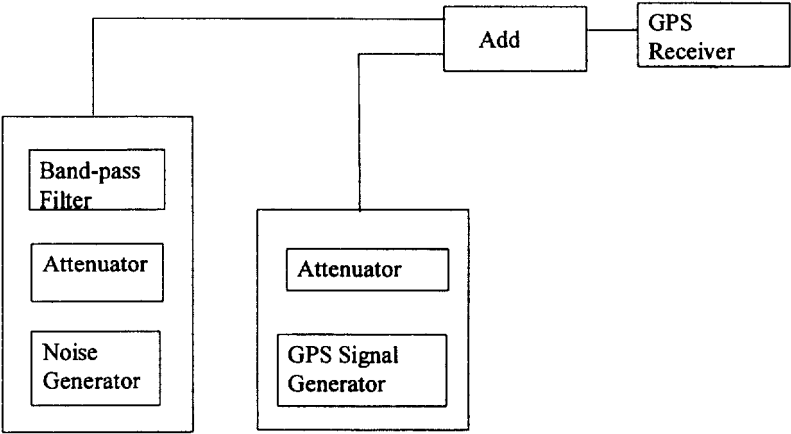 Add
GPS
Receiver
Band-pass
Filter
Attenuator
Noise
Generator
Attenuator
GPS Signal
Generator